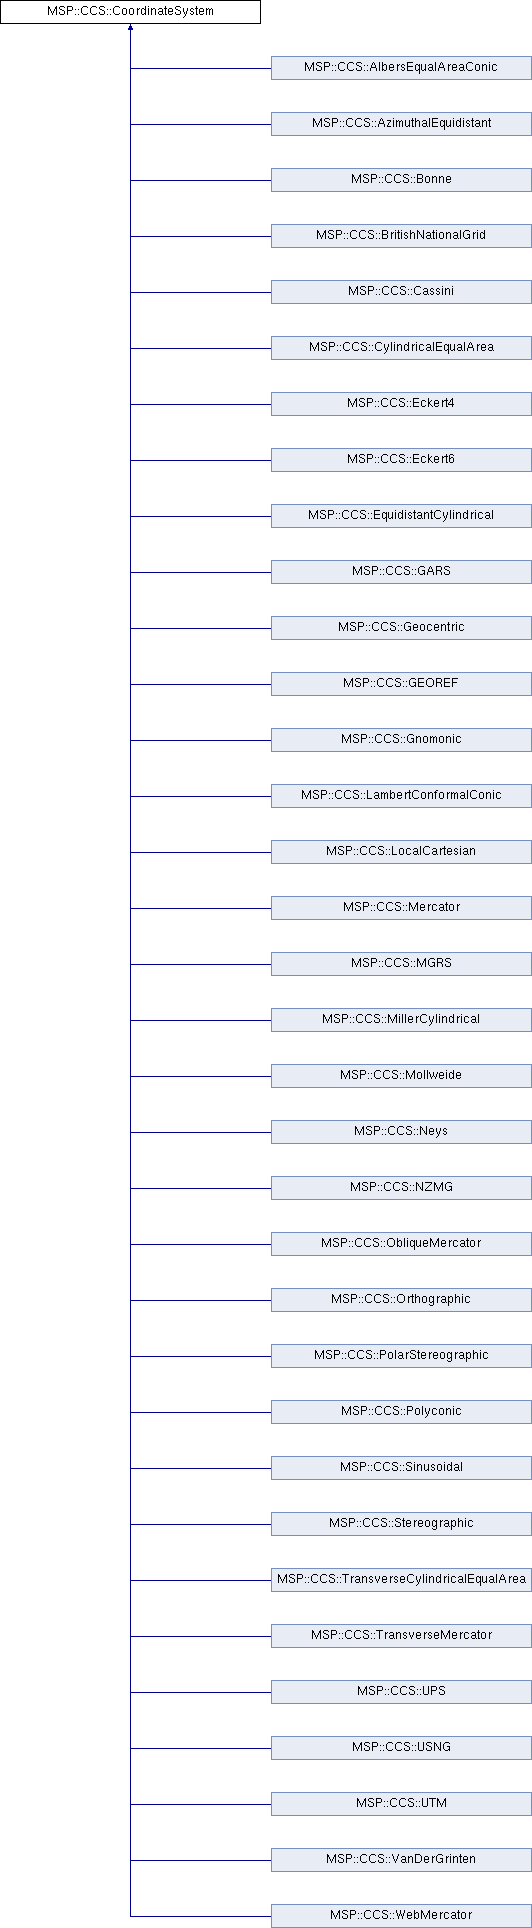 MSP::CCS::CoordinateSystem
MSP::CCS::AlbersEqualAreaConic
MSP::CCS::AzimuthalEquidistant
MSP::CCS::Bonne
MSP::CCS::BritishNationalGrid
MSP::CCS::Cassini
MSP::CCS::CylindricalEqualArea
MSP::CCS::Eckert4
MSP::CCS::Eckert6
MSP::CCS::EquidistantCylindrical
MSP::CCS::GARS
MSP::CCS::Geocentric
MSP::CCS::GEOREF
MSP::CCS::Gnomonic
MSP::CCS::LambertConformalConic
MSP::CCS::LocalCartesian
MSP::CCS::Mercator
MSP::CCS::MGRS
MSP::CCS::MillerCylindrical
MSP::CCS::Mollweide
MSP::CCS::Neys
MSP::CCS::NZMG
MSP::CCS::ObliqueMercator
MSP::CCS::Orthographic
MSP::CCS::PolarStereographic
MSP::CCS::Polyconic
MSP::CCS::Sinusoidal
MSP::CCS::Stereographic
MSP::CCS::TransverseCylindricalEqualArea
MSP::CCS::TransverseMercator
MSP::CCS::UPS
MSP::CCS::USNG
MSP::CCS::UTM
MSP::CCS::VanDerGrinten
MSP::CCS::WebMercator